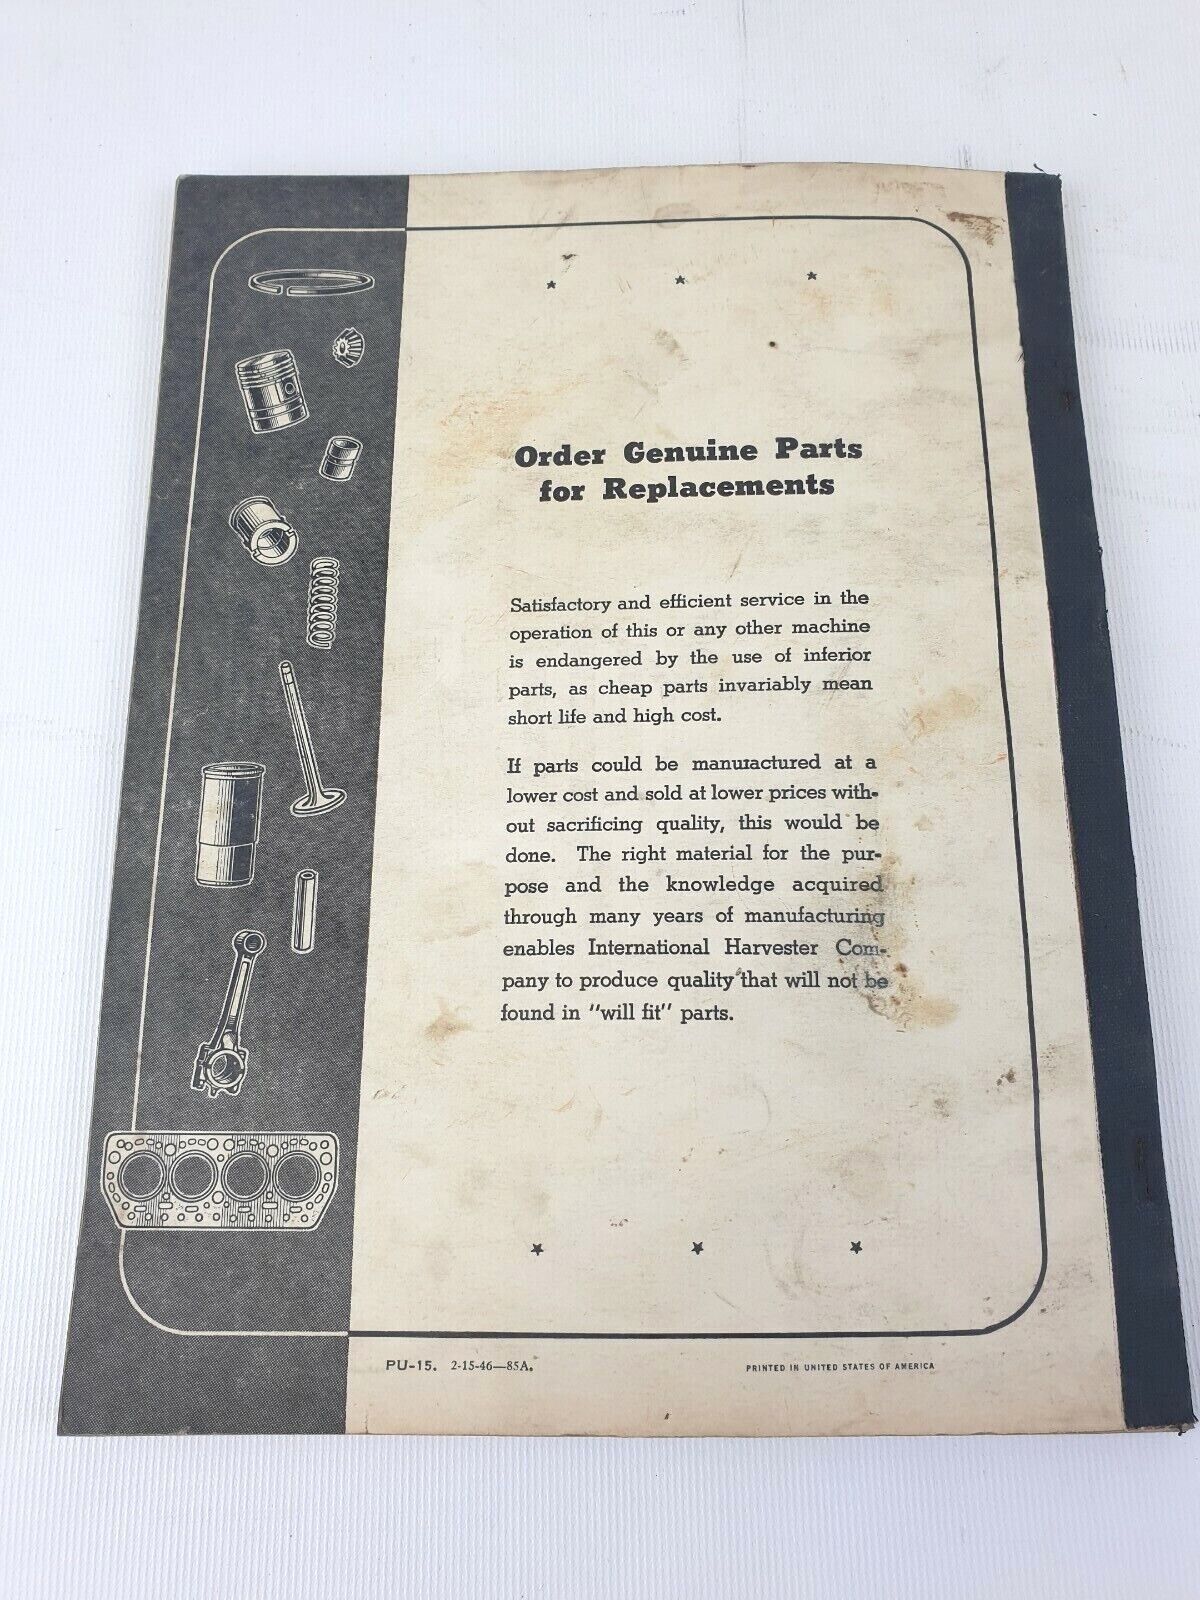 Order Genuine Parts
for Replacements
Satisfactory and efficient service in the
operation of this or any other machine
is endangered by the use of inferior
parts, as cheap parts invariably mean
short life and high cost.
If parts could be manufactured at a
lower cost and sold at lower prices with-
out sacrificing quality, this would be
done. The right material for the pur-
pose and the knowledge acquired
through many years of manufacturing
enables International Harvester Com-
pany to produce quality that will not be
found in "will fit" parts.
PU-15. 2-15-46—85A.
PRINTED IN UNITED STATES OF AMERICA